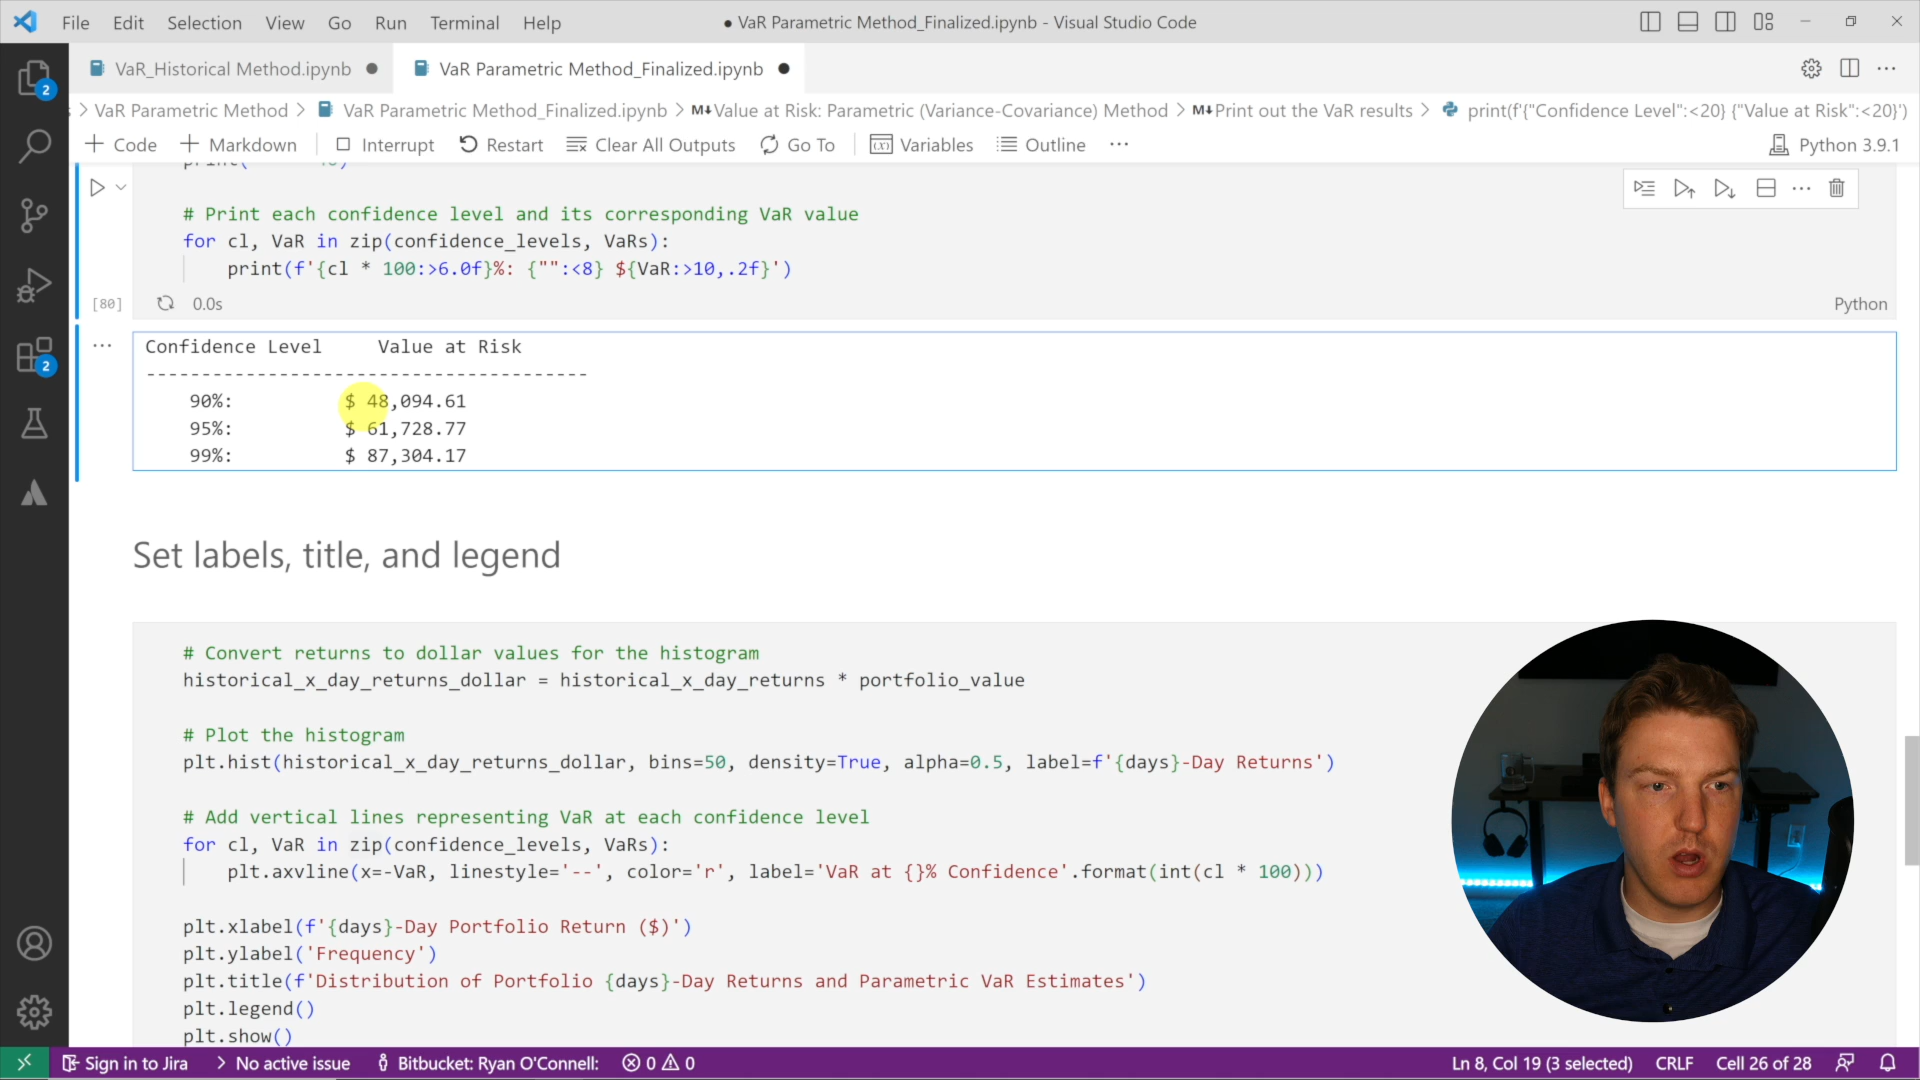 File Edit Selection View Go Run Terminal Help
● VaR Parametric Method_Finalized.ipynb - Visual Studio Code
VaR_Historical Method.ipynb ●
VaR Parametric Method_Finalized.ipynb ●
> VaR Parametric Method > VaR Parametric Method_Finalized.ipynb > M↓Value at Risk: Parametric (Variance-Covariance) Method > M↓Print out the VaR results > print(f'{"Confidence Level":<20} {"Value at Risk":<20}')
+ Code + Markdown Interrupt Restart Clear All Outputs Go To Variables Outline ···
Python 3.9.1
# Print each confidence level and its corresponding VaR value
for cl, VaR in zip(confidence_levels, VaRs):
print(f'{cl * 100:>6.0f}%: {"":<8} ${VaR:>10,.2f}')
[80] 0.0s
Python
Confidence Level Value at Risk
----------------------------------------
90%: $ 48,094.61
95%: $ 61,728.77
99%: $ 87,304.17
Set labels, title, and legend
# Convert returns to dollar values for the histogram
historical_x_day_returns_dollar = historical_x_day_returns * portfolio_value
# Plot the histogram
plt.hist(historical_x_day_returns_dollar, bins=50, density=True, alpha=0.5, label=f'{days}-Day Returns')
# Add vertical lines representing VaR at each confidence level
for cl, VaR in zip(confidence_levels, VaRs):
plt.axvline(x=-VaR, linestyle='--', color='r', label='VaR at {}% Confidence'.format(int(cl * 100)))
plt.xlabel(f'{days}-Day Portfolio Return ($)')
plt.ylabel('Frequency')
plt.title(f'Distribution of Portfolio {days}-Day Returns and Parametric VaR Estimates')
plt.legend()
plt.show()
2
2
Sign in to Jira > No active issue Bitbucket: Ryan O'Connell: 0 0
Ln 8, Col 19 (3 selected) CRLF Cell 26 of 28